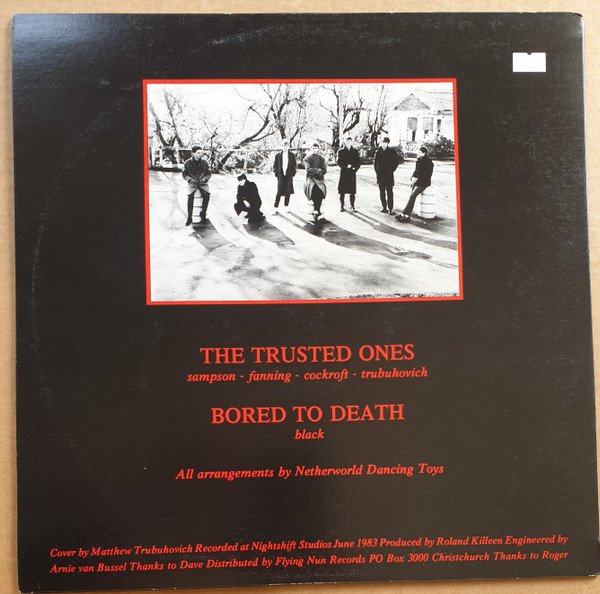 THE TRUSTED ONES
sampson - fanning - cockroft - trubuhovich
BORED TO DEATH
black
All arrangements by Netherworld Dancing Toys
Cover by Matthew Trubuhovich Recorded at Nightshift Studios June 1983 Produced by Roland Killeen Engineered by
Arnie van Bussel Thanks to Dave Distributed by Flying Nun Records PO Box 3000 Christchurch Thanks to Roger